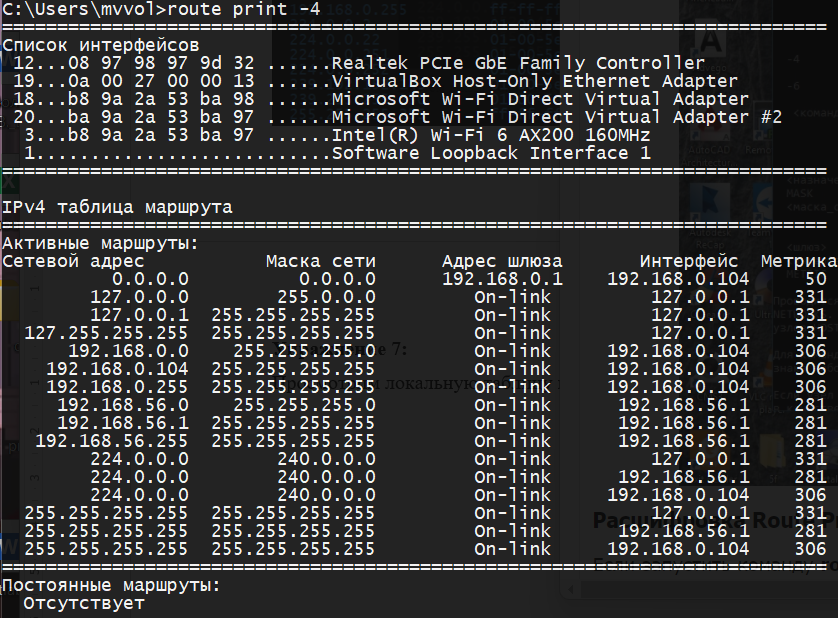 C:\Users\mvvol>route print -4
===========================================================================
Список интерфейсов
 12...08 97 98 97 9d 32 ......Realtek PCIe GbE Family Controller
 19...0a 00 27 00 00 13 ......VirtualBox Host-Only Ethernet Adapter
 18...b8 9a 2a 53 ba 98 ......Microsoft Wi-Fi Direct Virtual Adapter
 20...ba 9a 2a 53 ba 97 ......Microsoft Wi-Fi Direct Virtual Adapter #2
  3...b8 9a 2a 53 ba 97 ......Intel(R) Wi-Fi 6 AX200 160MHz
  1...........................Software Loopback Interface 1
===========================================================================
IPv4 таблица маршрута
===========================================================================
Активные маршруты:
Сетевой адрес           Маска сети      Адрес шлюза       Интерфейс  Метрика
          0.0.0.0          0.0.0.0      192.168.0.1    192.168.0.104     50
        127.0.0.0        255.0.0.0         On-link         127.0.0.1    331
        127.0.0.1  255.255.255.255         On-link         127.0.0.1    331
  127.255.255.255  255.255.255.255         On-link         127.0.0.1    331
      192.168.0.0    255.255.255.0         On-link     192.168.0.104    306
    192.168.0.104  255.255.255.255         On-link     192.168.0.104    306
    192.168.0.255  255.255.255.255         On-link     192.168.0.104    306
     192.168.56.0    255.255.255.0         On-link      192.168.56.1    281
     192.168.56.1  255.255.255.255         On-link      192.168.56.1    281
   192.168.56.255  255.255.255.255         On-link      192.168.56.1    281
        224.0.0.0        240.0.0.0         On-link         127.0.0.1    331
        224.0.0.0        240.0.0.0         On-link      192.168.56.1    281
        224.0.0.0        240.0.0.0         On-link     192.168.0.104    306
  255.255.255.255  255.255.255.255         On-link         127.0.0.1    331
  255.255.255.255  255.255.255.255         On-link      192.168.56.1    281
  255.255.255.255  255.255.255.255         On-link     192.168.0.104    306
===========================================================================
Постоянные маршруты:
  Отсутствует